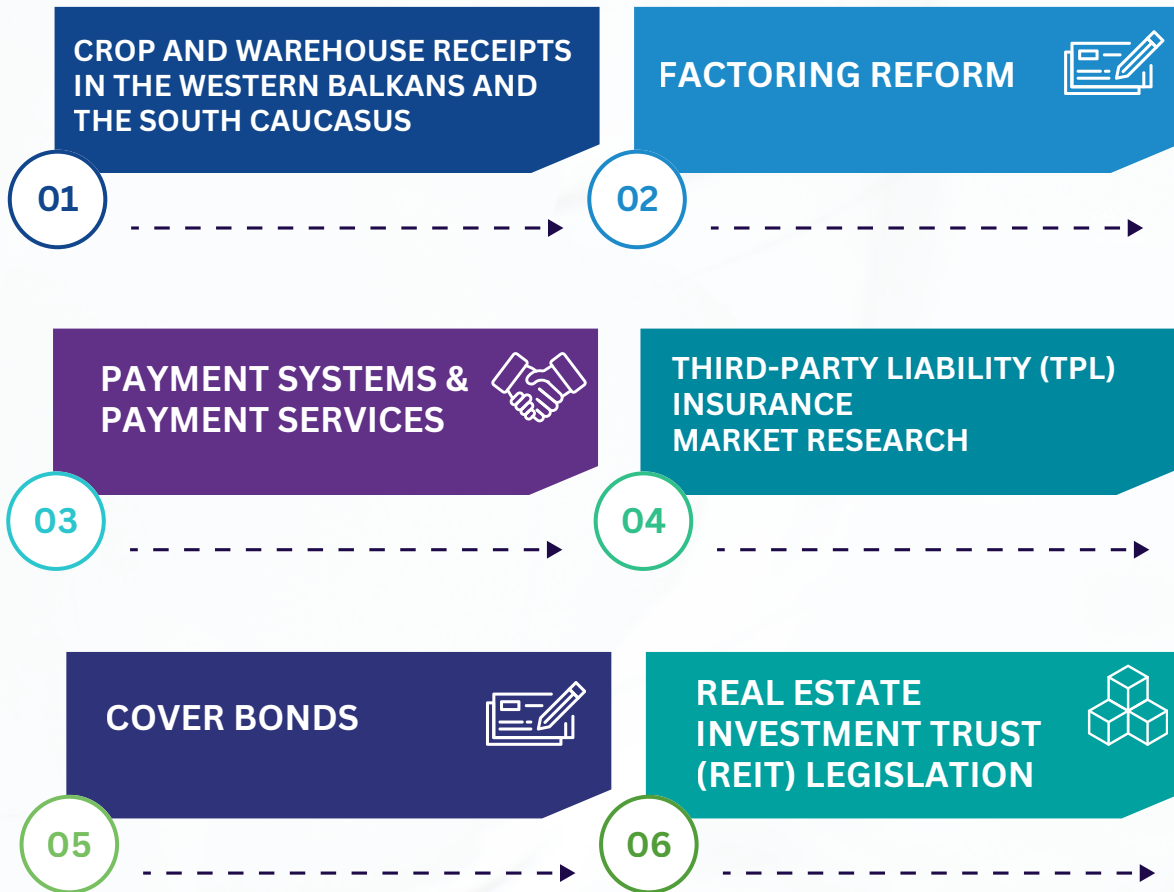 CROP AND WAREHOUSE RECEIPTS
IN THE WESTERN BALKANS AND
THE SOUTH CAUCASUS
01
FACTORING REFORM
02
PAYMENT SYSTEMS &
PAYMENT SERVICES
03
THIRD-PARTY LIABILITY (TPL)
INSURANCE
MARKET RESEARCH
04
COVER BONDS
05
REAL ESTATE
INVESTMENT TRUST
(REIT) LEGISLATION
06